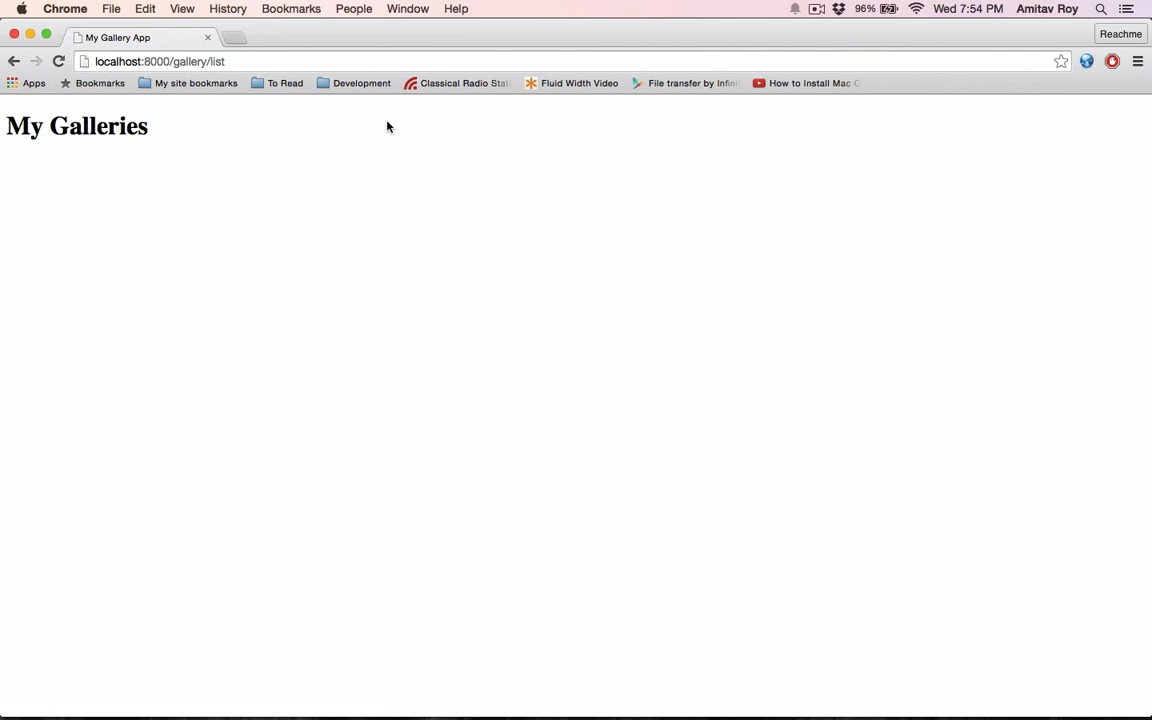 Chrome File Edit View History Bookmarks People Window Help 96% Wed 7:54 PM Amitav Roy
My Gallery App Reachme
localhost:8000/gallery/list
Apps Bookmarks My site bookmarks To Read Development Classical Radio Stati Fluid Width Video File transfer by Infini How to Install Mac O
My Galleries